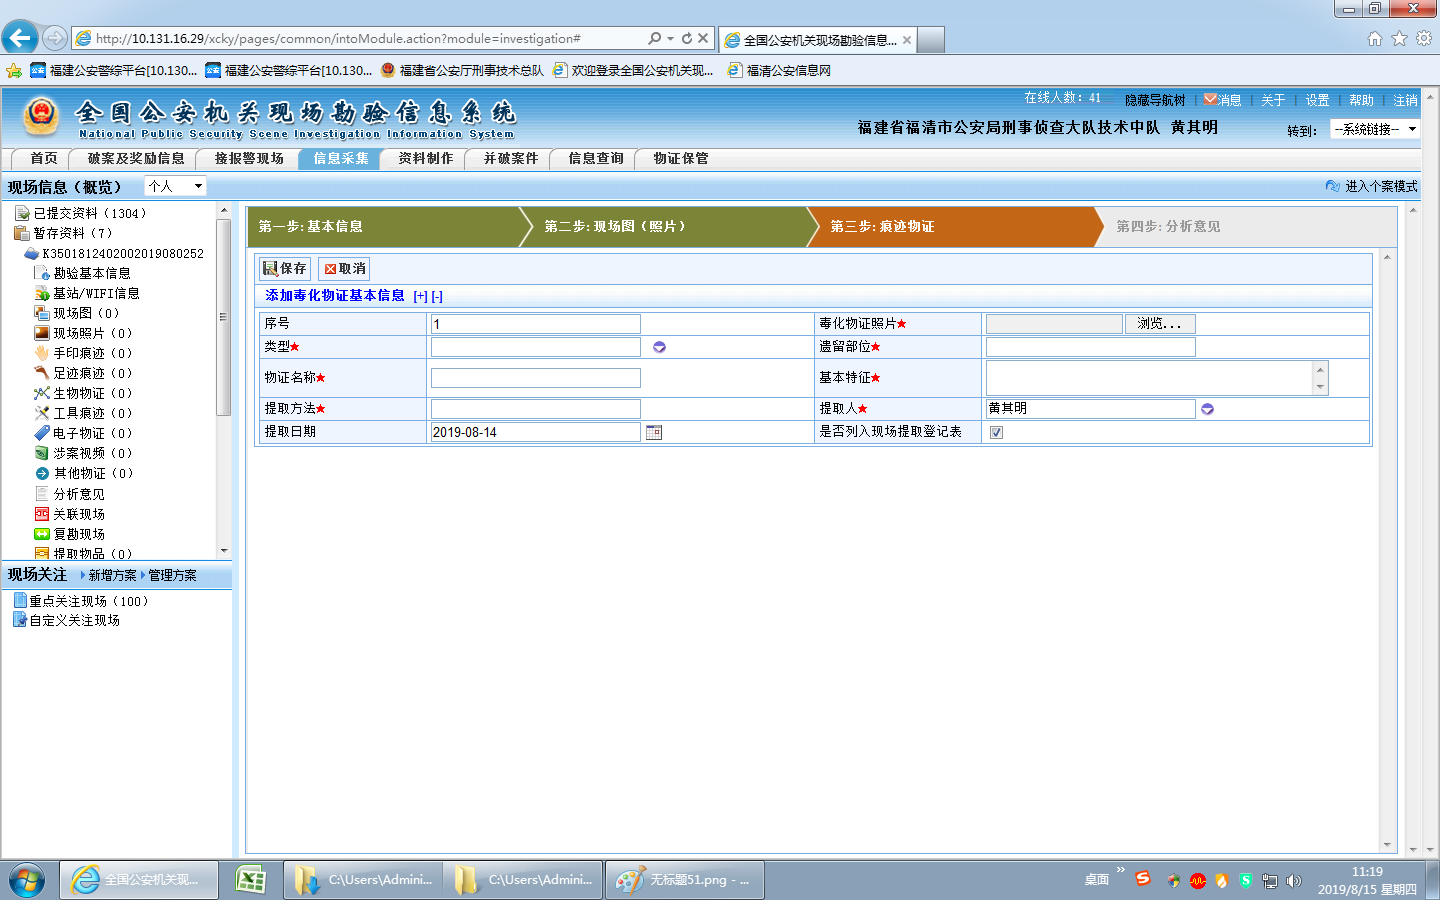 http://10.131.16.29/xcky/pages/common/intoModule.action?module=investigation#
全国公安机关现场勘验信息...
福建公安警综平台[10.130... 福建公安警综平台[10.130... 福建省公安厅刑事技术总队 欢迎登录全国公安机关现... 福清公安信息网
全国公安机关现场勘验信息系统
National Public Security Scene Investigation Information System
在线人数：41 隐藏导航树 消息 关于 设置 帮助 注销
福建省福清市公安局刑事侦查大队技术中队 黄其明
转到： --系统链接--
首页 破案及奖励信息 接报警现场 信息采集 资料制作 并破案件 信息查询 物证保管
现场信息（概览） 个人
进入个案模式
已提交资料（1304）
暂存资料（7）
K3501812402002019080252
勘验基本信息
基站/WIFI信息
现场图（0）
现场照片（0）
手印痕迹（0）
足迹痕迹（0）
生物物证（0）
工具痕迹（0）
电子物证（0）
涉案视频（0）
其他物证（0）
分析意见
关联现场
复勘现场
提取物品（0）
现场关注 新增方案 管理方案
重点关注现场（100）
自定义关注现场
第一步：基本信息 第二步：现场图（照片） 第三步：痕迹物证 第四步：分析意见
保存 取消
添加毒化物证基本信息 [+] [-]
序号 1 毒化物证照片★ 浏览...
类型★ 遗留部位★
物证名称★ 基本特征★
提取方法★ 提取人★ 黄其明
提取日期 2019-08-14 是否列入现场提取登记表
全国公安机关现... C:\Users\Admini... C:\Users\Admini... 无标题51.png - ...
桌面 11:19
2019/8/15 星期四